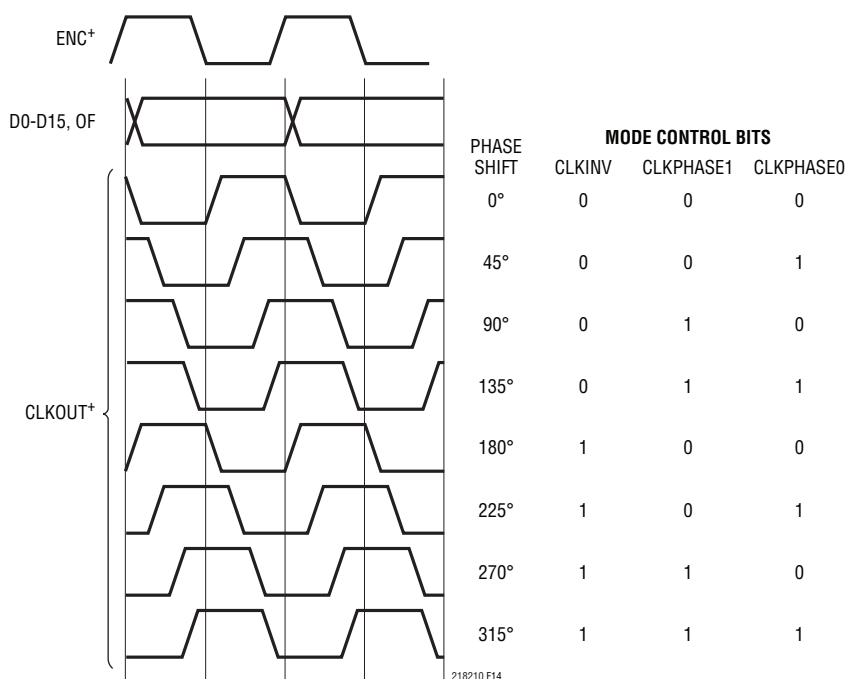 ENC+
D0-D15, OF
CLKOUT+
MODE CONTROL BITS
PHASE SHIFT CLKINV CLKPHASE1 CLKPHASE0
0° 0 0 0
45° 0 0 1
90° 0 1 0
135° 0 1 1
180° 1 0 0
225° 1 0 1
270° 1 1 0
315° 1 1 1
218210 F14